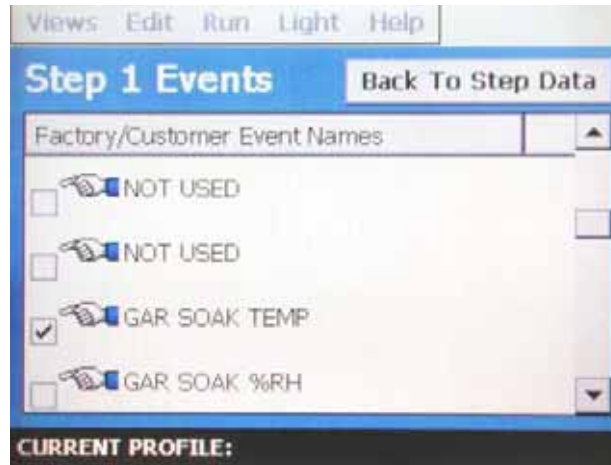 Views Edit Run Light Help
Step 1 Events Back To Step Data
Factory/Customer Event Names
NOT USED
NOT USED
GAR SOAK TEMP
GAR SOAK %RH
CURRENT PROFILE: